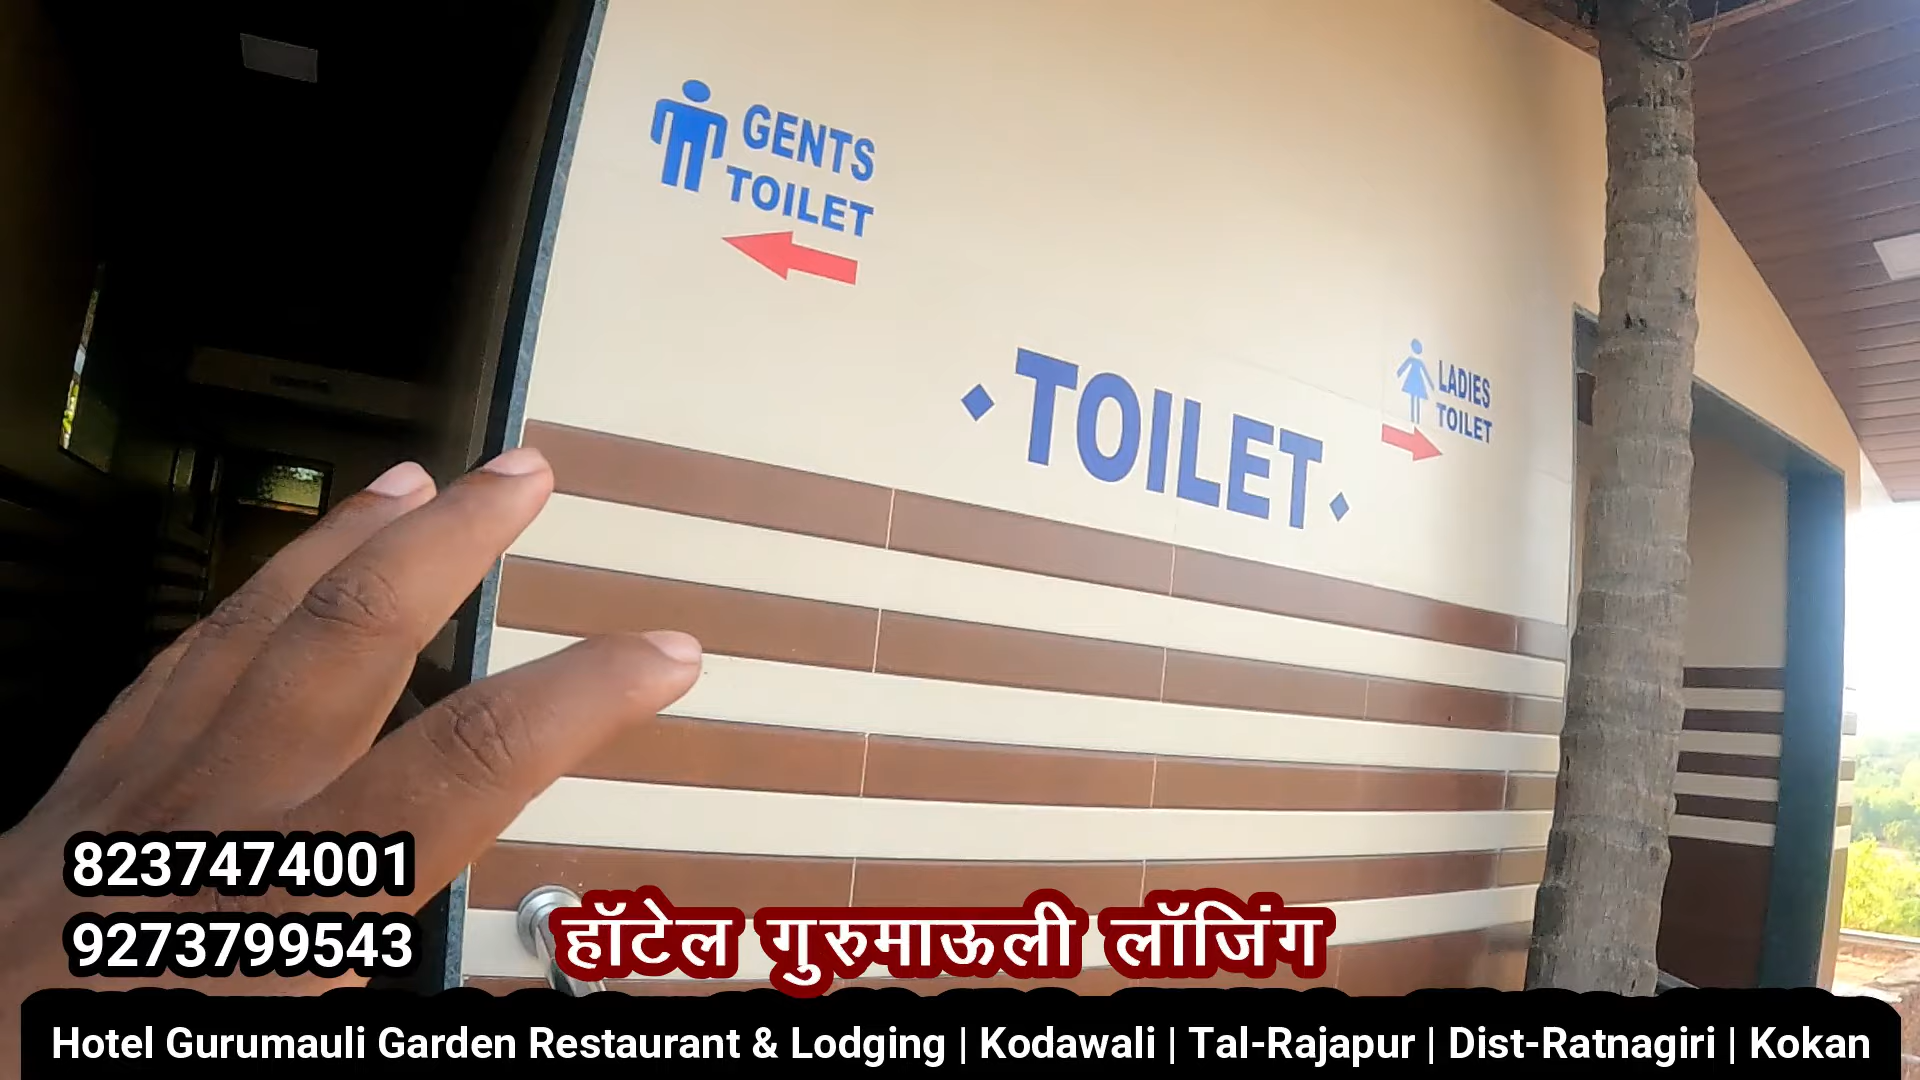 GENTS
TOILET
TOILET
LADIES
TOILET
8237474001
9273799543
हॉटेल गुरुमाऊली लॉजिंग
Hotel Gurumauli Garden Restaurant & Lodging | Kodawali | Tal-Rajapur | Dist-Ratnagiri | Kokan